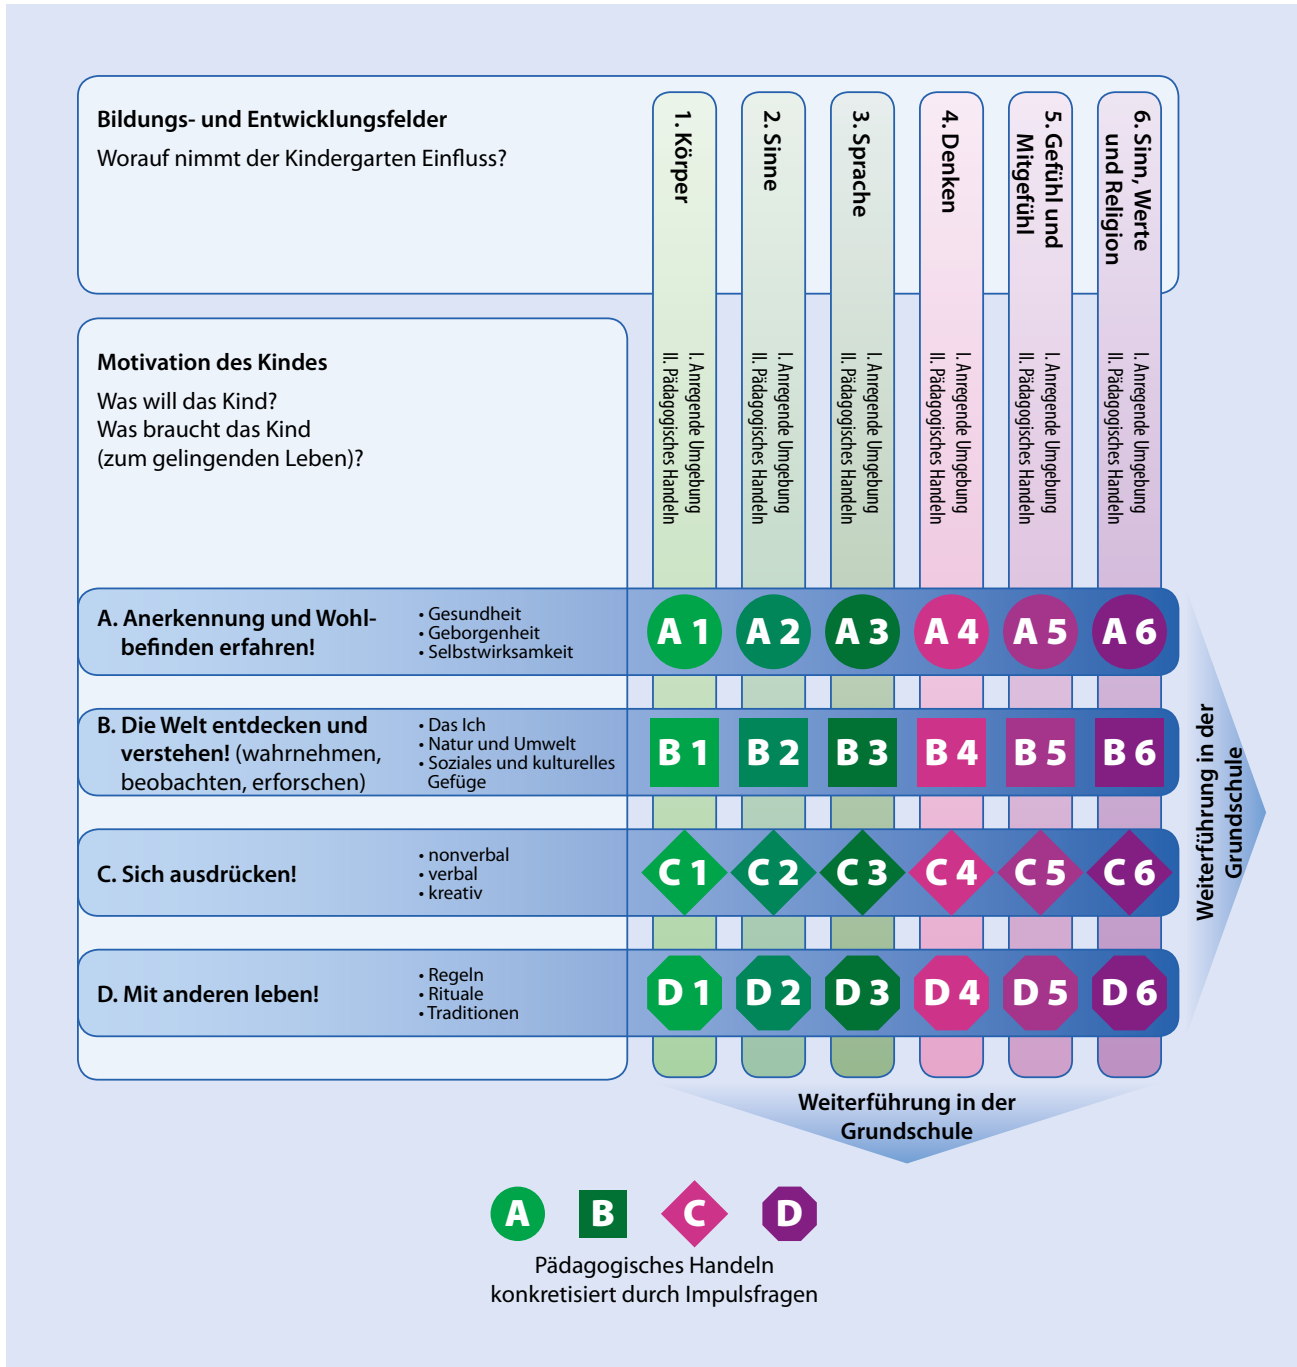 Bildungs- und Entwicklungsfelder
Worauf nimmt der Kindergarten Einfluss?
1. Körper
2. Sinne
3. Sprache
4. Denken
5. Gefühl und
Mitgefühl
6. Sinn, Werte
und Religion
Motivation des Kindes
Was will das Kind?
Was braucht das Kind
(zum gelingenden Leben)?
I. Anregende Umgebung
II. Pädagogisches Handeln
I. Anregende Umgebung
II. Pädagogisches Handeln
I. Anregende Umgebung
II. Pädagogisches Handeln
I. Anregende Umgebung
II. Pädagogisches Handeln
I. Anregende Umgebung
II. Pädagogisches Handeln
I. Anregende Umgebung
II. Pädagogisches Handeln
A. Anerkennung und Wohl-
befinden erfahren!
• Gesundheit
• Geborgenheit
• Selbstwirksamkeit
A 1 A 2 A 3 A 4 A 5 A 6
B. Die Welt entdecken und
verstehen! (wahrnehmen,
beobachten, erforschen)
• Das Ich
• Natur und Umwelt
• Soziales und kulturelles
Gefüge
B 1 B 2 B 3 B 4 B 5 B 6
C. Sich ausdrücken!
• nonverbal
• verbal
• kreativ
C 1 C 2 C 3 C 4 C 5 C 6
D. Mit anderen leben!
• Regeln
• Rituale
• Traditionen
D 1 D 2 D 3 D 4 D 5 D 6
Weiterführung in der
Grundschule
Weiterführung in der
Grundschule
A B C D
Pädagogisches Handeln
konkretisiert durch Impulsfragen